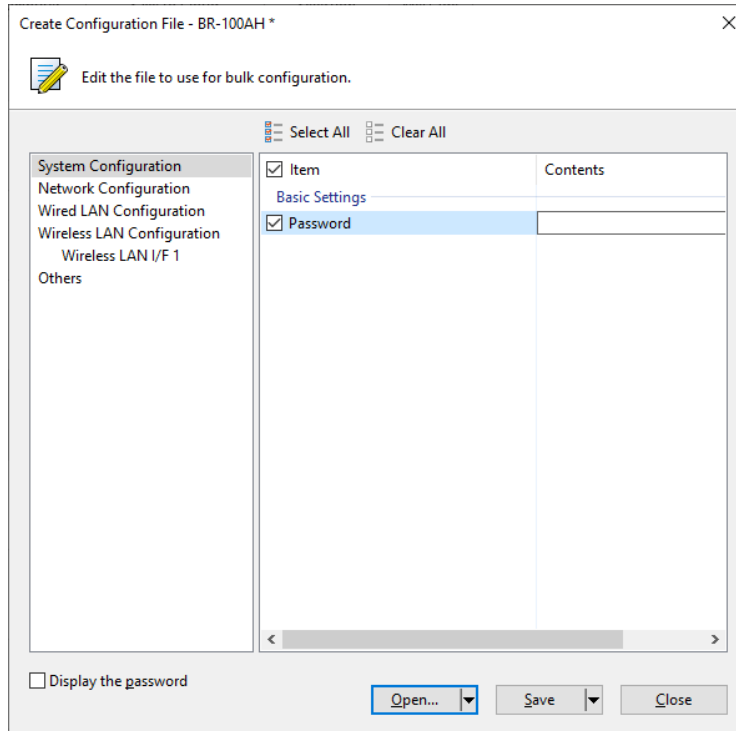 Create Configuration File - BR-100AH *
Edit the file to use for bulk configuration.
Select All Clear All
System Configuration
Network Configuration
Wired LAN Configuration
Wireless LAN Configuration
Wireless LAN I/F 1
Others
Item Contents
Basic Settings
Password
Display the password
Open... Save Close